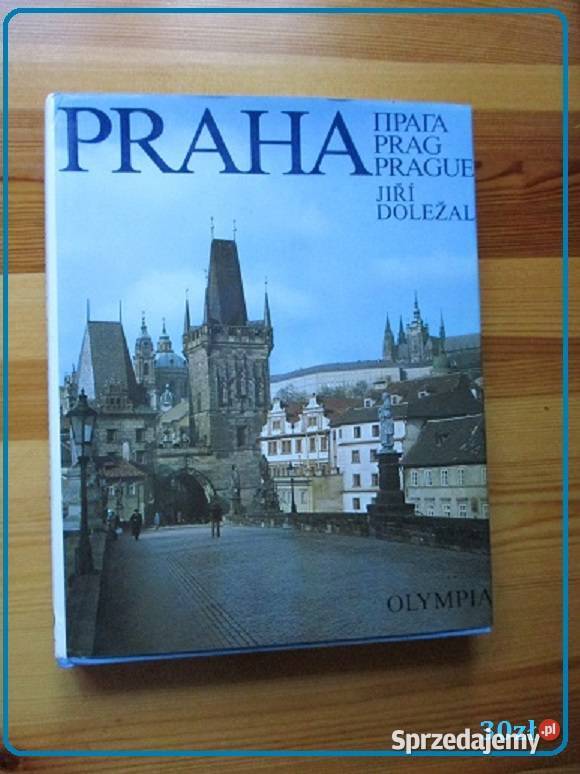 PRAHA
ПРАГА
PRAG
PRAGUE
JIŘÍ
DOLEŽAL
OLYMPIA
30zł
Sprzedajemy.pl